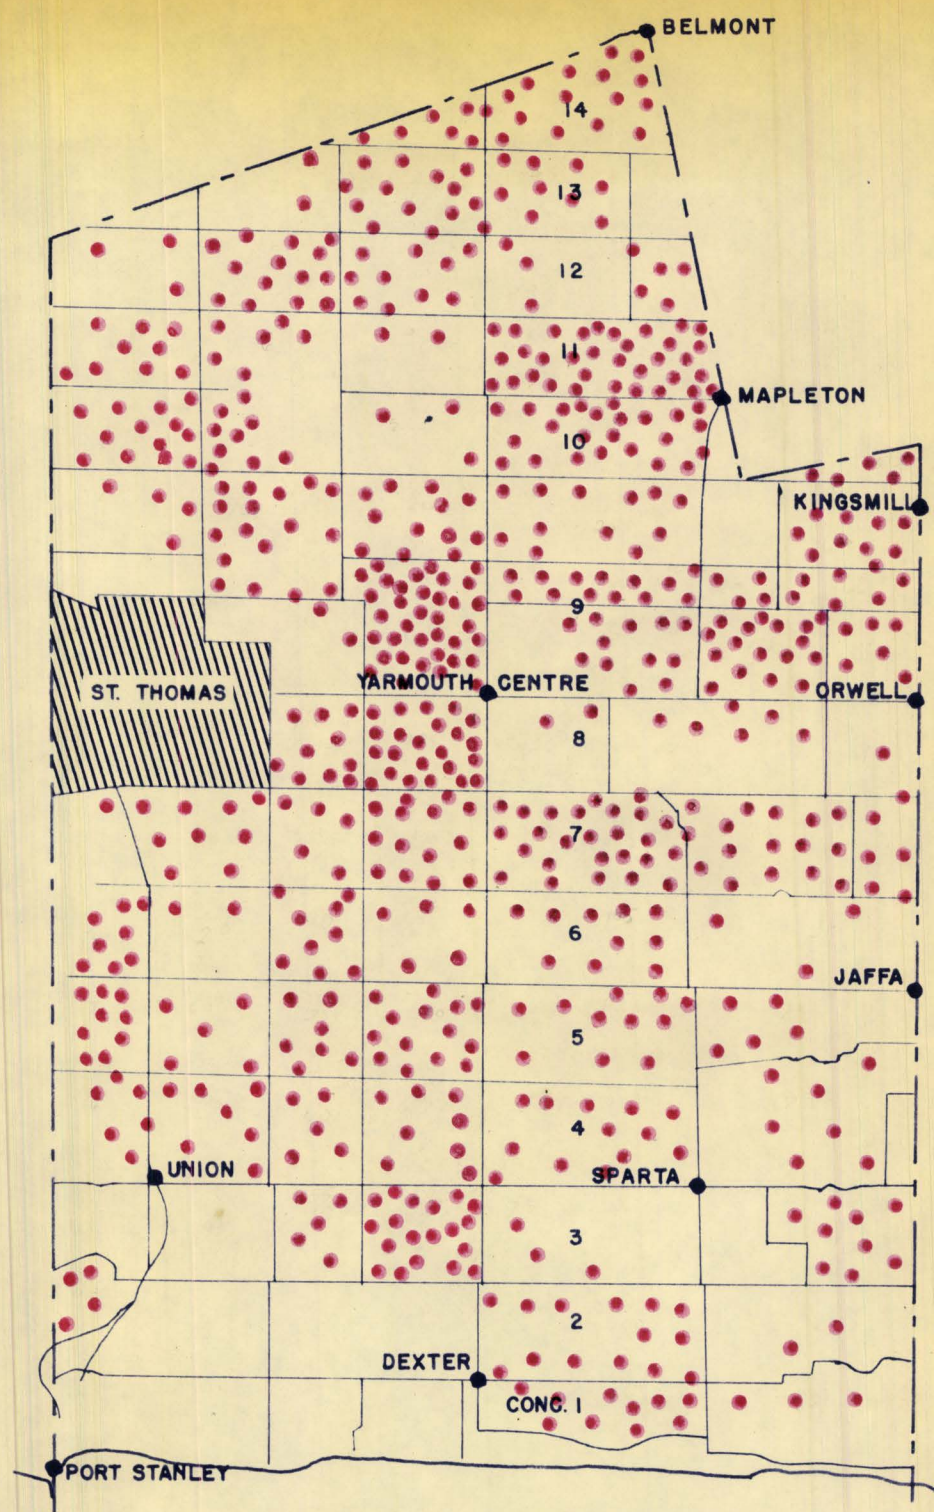 BELMONT
14
13
12
11
MAPLETON
10
KINGSMILL
9
YARMOUTH CENTRE
ST. THOMAS
ORWELL
8
7
6
JAFFA
5
4
UNION
SPARTA
3
2
DEXTER
CONC. 1
PORT STANLEY